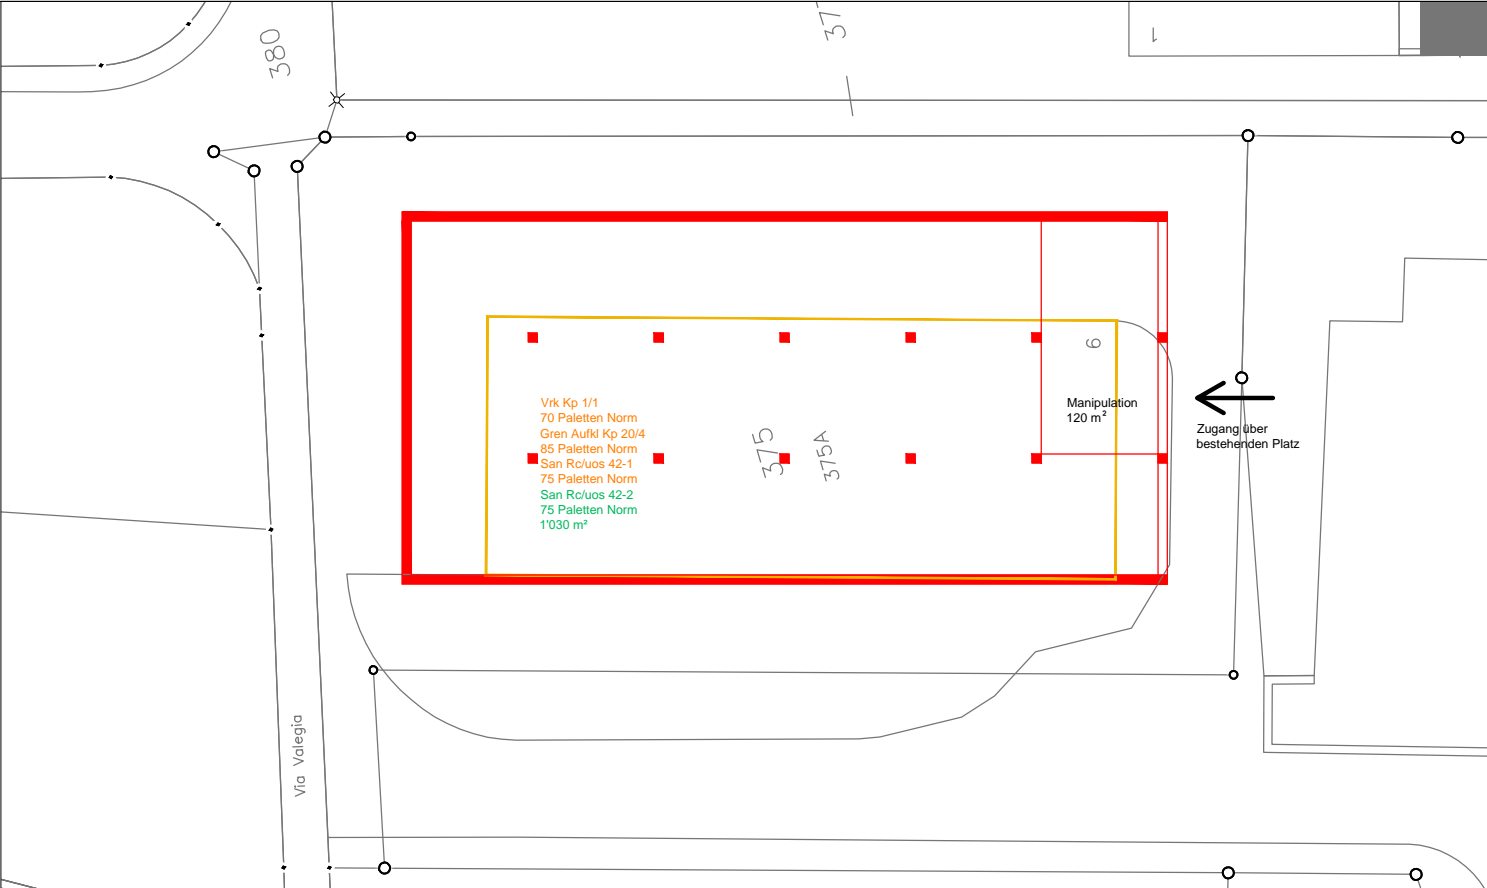 380
37
1
6
Vrk Kp 1/1
70 Paletten Norm
Gren Aufkl Kp 20/4
85 Paletten Norm
San Rc/uos 42-1
75 Paletten Norm
San Rc/uos 42-2
75 Paletten Norm
1'030 m²
375
375A
Manipulation
120 m²
Zugang über
bestehenden Platz
Via Valegia